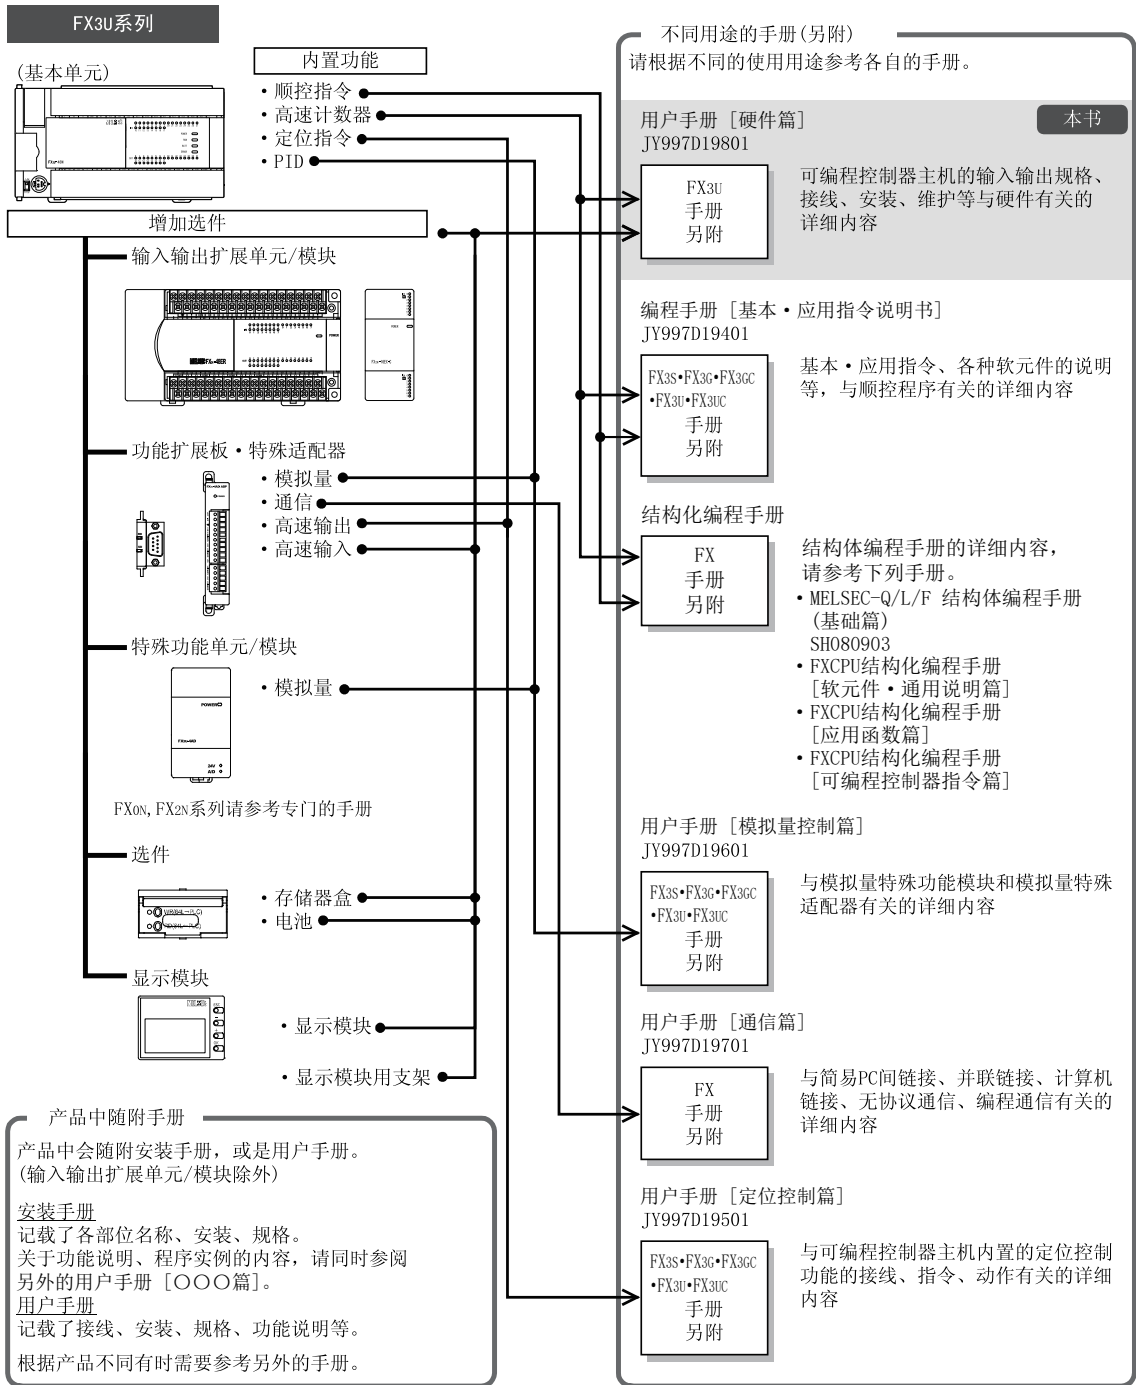 FX3U系列
(基本单元)
内置功能
・顺控指令
・高速计数器
・定位指令
・PID
增加选件
输入输出扩展单元/模块
功能扩展板・特殊适配器
・模拟量
・通信
・高速输出
・高速输入
特殊功能单元/模块
POWER
24V
A/D
・模拟量
FX0N,FX2N系列请参考专门的手册
选件
・存储器盒
・电池
显示模块
・显示模块
・显示模块用支架
产品中随附手册
产品中会随附安装手册，或是用户手册。
(输入输出扩展单元/模块除外)
安装手册
记载了各部位名称、安装、规格。
关于功能说明、程序实例的内容，请同时参阅
另外的用户手册［○○○篇］。
用户手册
记载了接线、安装、规格、功能说明等。
根据产品不同有时需要参考另外的手册。
不同用途的手册(另附)
请根据不同的使用用途参考各自的手册。
用户手册［硬件篇］
本书
JY997D19801
FX3U
手册
另附
可编程控制器主机的输入输出规格、
接线、安装、维护等与硬件有关的
详细内容
编程手册［基本・应用指令说明书］
JY997D19401
FX3S•FX3G•FX3GC
•FX3U•FX3UC
手册
另附
基本・应用指令、各种软元件的说明
等，与顺控程序有关的详细内容
结构化编程手册
FX
手册
另附
结构体编程手册的详细内容，
请参考下列手册。
・MELSEC-Q/L/F 结构体编程手册
(基础篇)
SH080903
・FXCPU结构化编程手册
［软元件・通用说明篇］
・FXCPU结构化编程手册
［应用函数篇］
・FXCPU结构化编程手册
［可编程控制器指令篇］
用户手册［模拟量控制篇］
JY997D19601
FX3S•FX3G•FX3GC
•FX3U•FX3UC
手册
另附
与模拟量特殊功能模块和模拟量特殊
适配器有关的详细内容
用户手册［通信篇］
JY997D19701
FX
手册
另附
与简易PC间链接、并联链接、计算机
链接、无协议通信、编程通信有关的
详细内容
用户手册［定位控制篇］
JY997D19501
FX3S•FX3G•FX3GC
•FX3U•FX3UC
手册
另附
与可编程控制器主机内置的定位控制
功能的接线、指令、动作有关的详细
内容